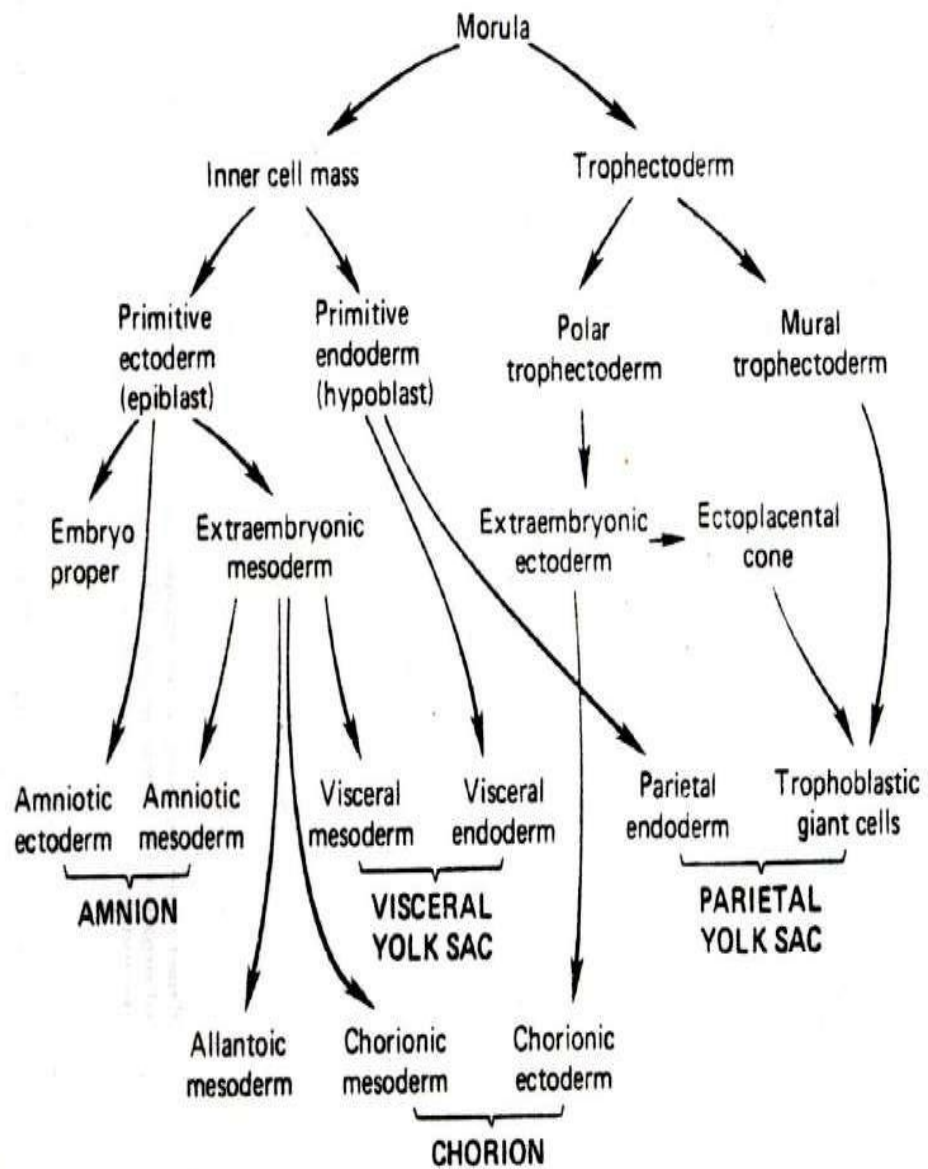 Morula
Inner cell mass
Trophectoderm
Primitive
ectoderm
(epiblast)
Primitive
endoderm
(hypoblast)
Polar
trophectoderm
Mural
trophectoderm
Embryo
proper
Extraembryonic
mesoderm
Extraembryonic
ectoderm
Ectoplacental
cone
Amniotic
ectoderm
Amniotic
mesoderm
Visceral
mesoderm
Visceral
endoderm
Parietal
endoderm
Trophoblastic
giant cells
AMNION
VISCERAL
YOLK SAC
PARIETAL
YOLK SAC
Allantoic
mesoderm
Chorionic
mesoderm
Chorionic
ectoderm
CHORION